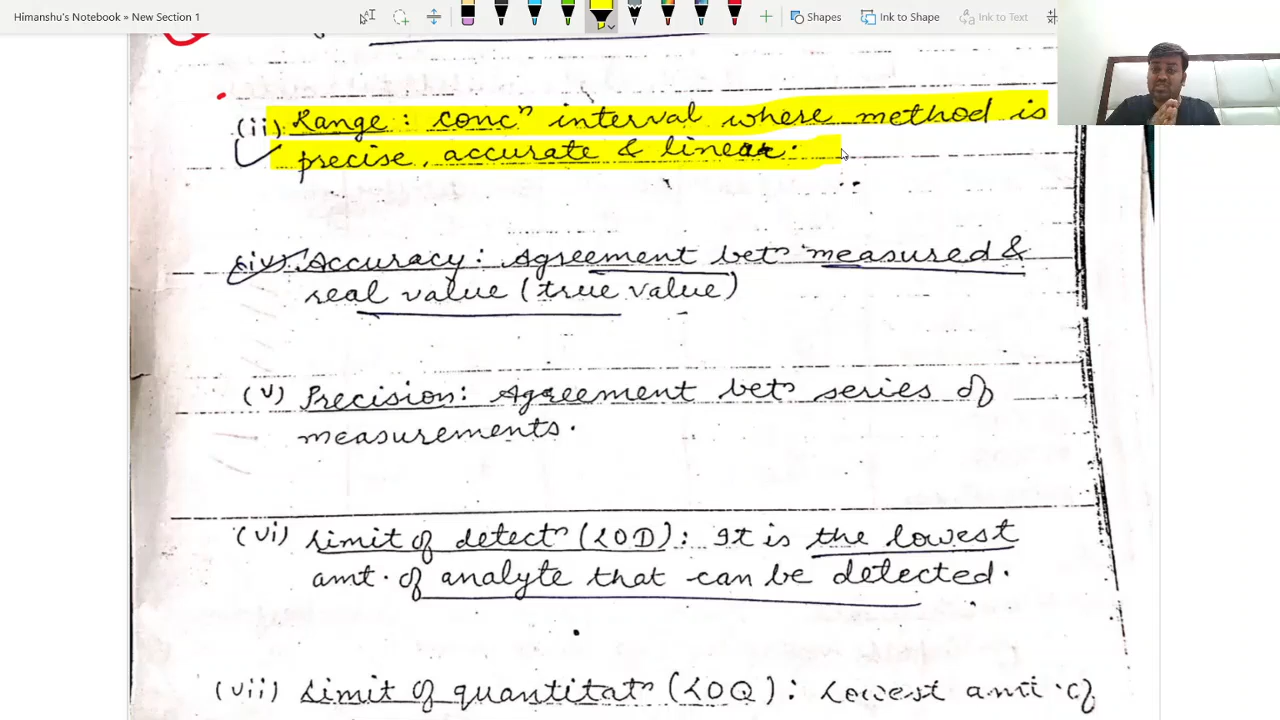 Himanshu's Notebook » New Section 1
Shapes
Ink to Shape
Ink to Text
(ii) Range : concⁿ interval where method is
precise, accurate & linear.
(iv) Accuracy : Agreement betⁿ measured &
real value (true value)
(v) Precision : Agreement betⁿ series of
measurements.
(vi) Limit of detectⁿ (LOD) : It is the lowest
amt. of analyte that can be detected.
(vii) Limit of quantitatⁿ (LOQ) : Lowest amt. of